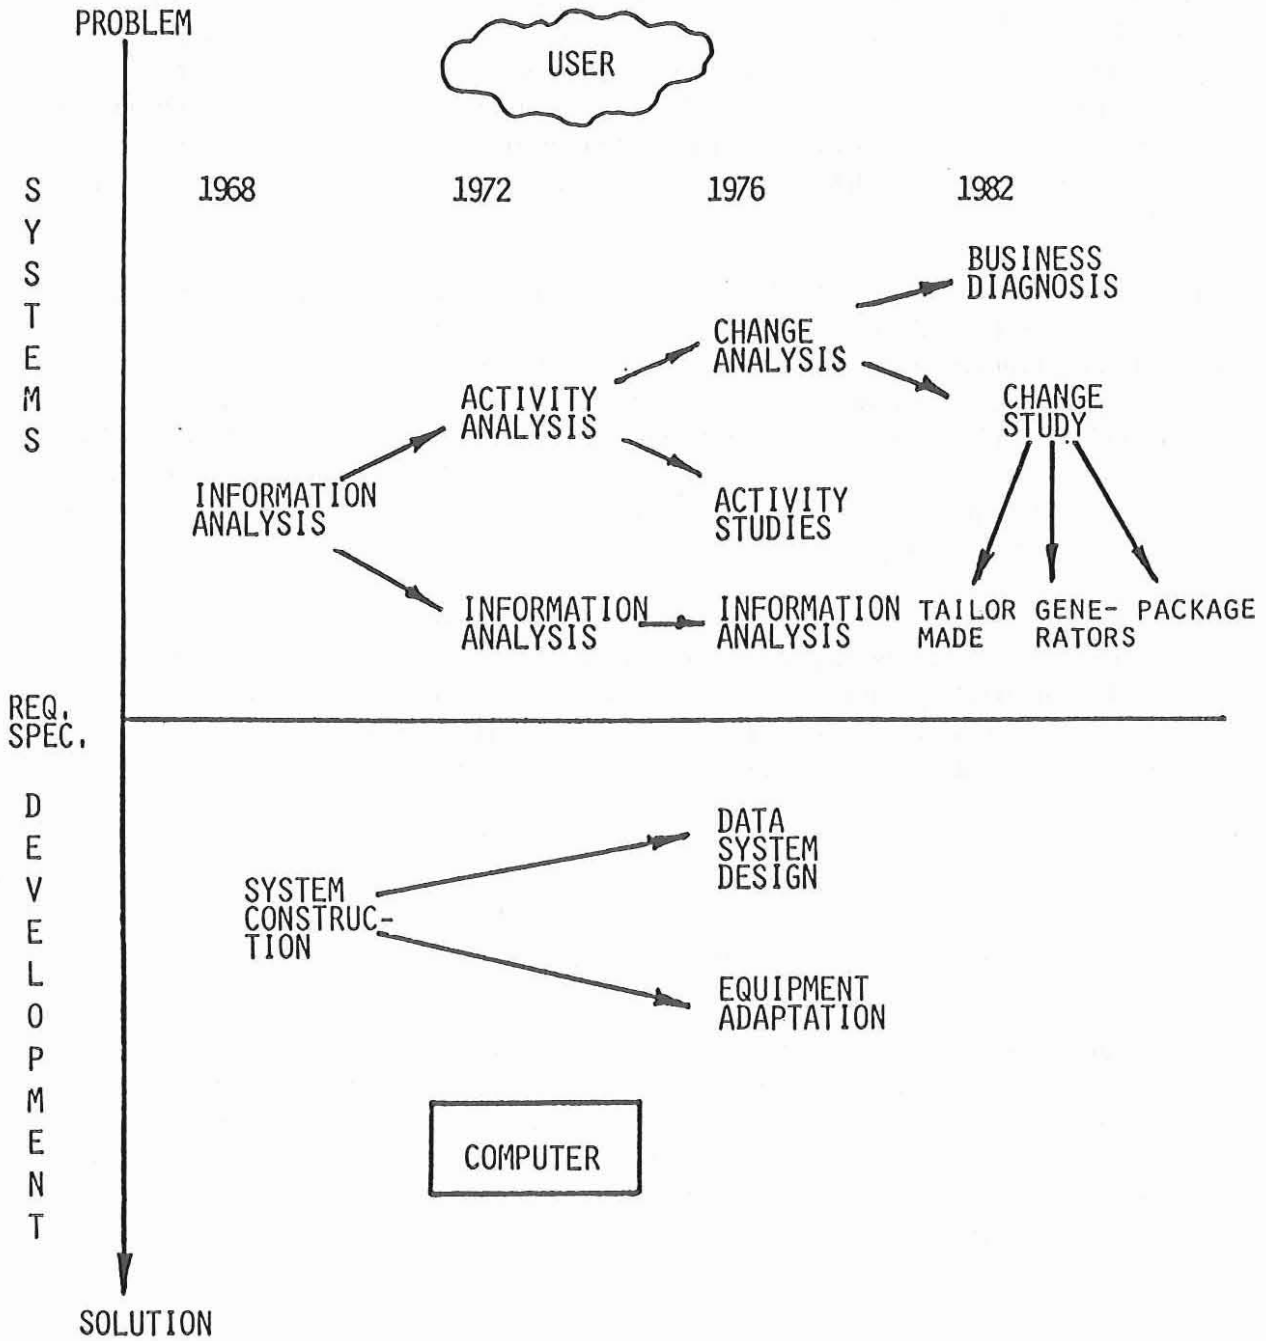 PROBLEM
USER
1968 1972 1976 1982
SYSTEMS
BUSINESS
DIAGNOSIS
CHANGE
ANALYSIS
CHANGE
STUDY
ACTIVITY
ANALYSIS
INFORMATION
ANALYSIS
ACTIVITY
STUDIES
INFORMATION
ANALYSIS
INFORMATION
ANALYSIS
TAILOR
MADE
GENE-
RATORS
PACKAGE
REQ.
SPEC.
DEVELOPMENT
DATA
SYSTEM
DESIGN
SYSTEM
CONSTRUC-
TION
EQUIPMENT
ADAPTATION
COMPUTER
SOLUTION